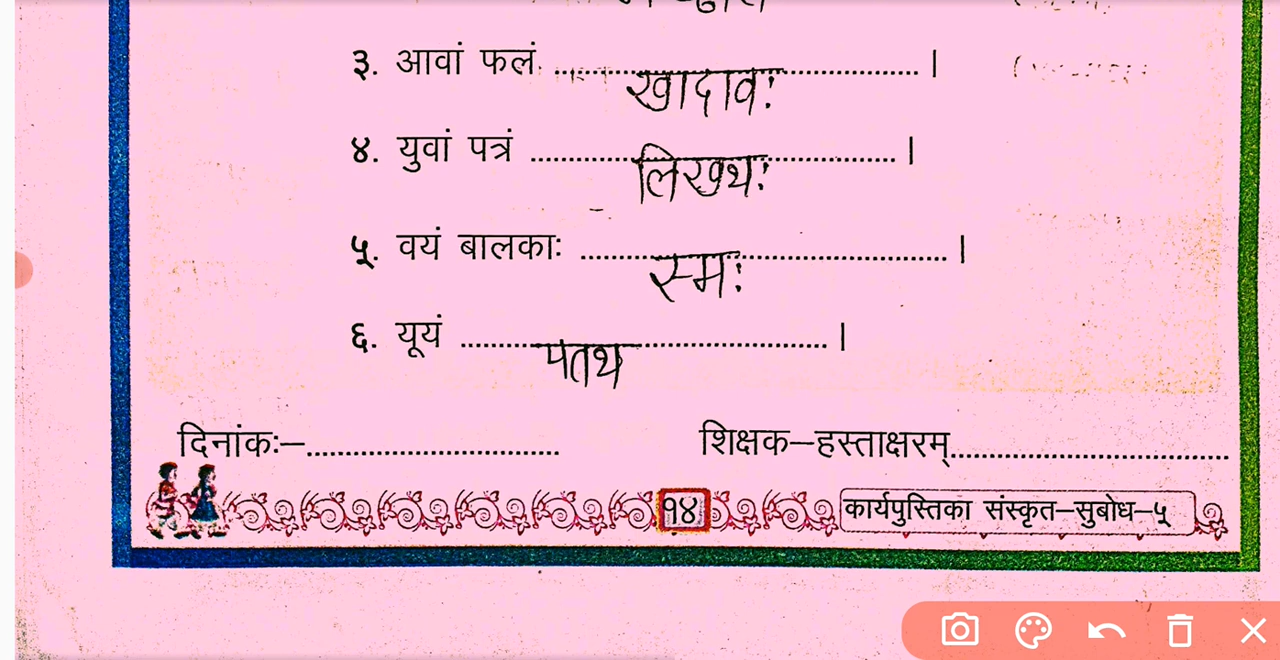 ३. आवां फलं ........ खादावः ........ ।
४. युवां पत्रं ........ लिखथः ........ ।
५. वयं बालकाः ........ स्मः ........ ।
६. यूयं ........ पतथ ........ ।
दिनांकः–........ शिक्षक–हस्ताक्षरम्........
१४ कार्यपुस्तिका संस्कृत–सुबोध–५